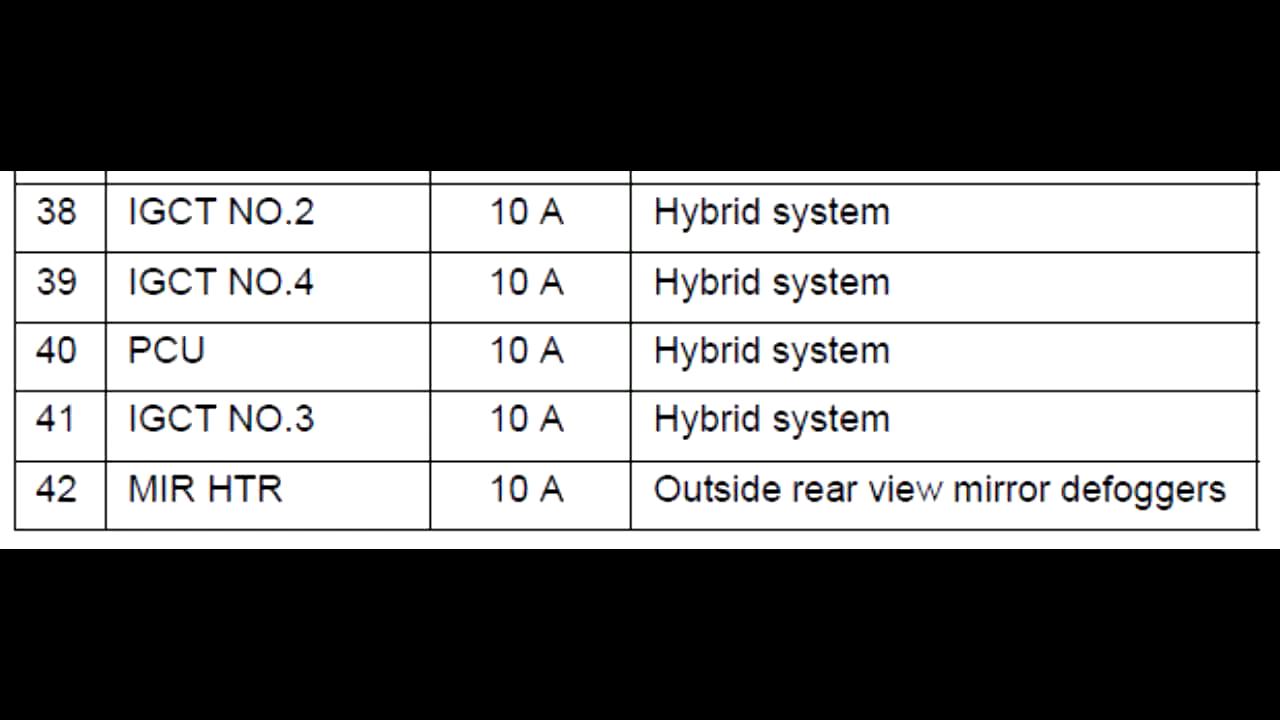 38 IGCT NO.2 10 A Hybrid system
39 IGCT NO.4 10 A Hybrid system
40 PCU 10 A Hybrid system
41 IGCT NO.3 10 A Hybrid system
42 MIR HTR 10 A Outside rear view mirror defoggers